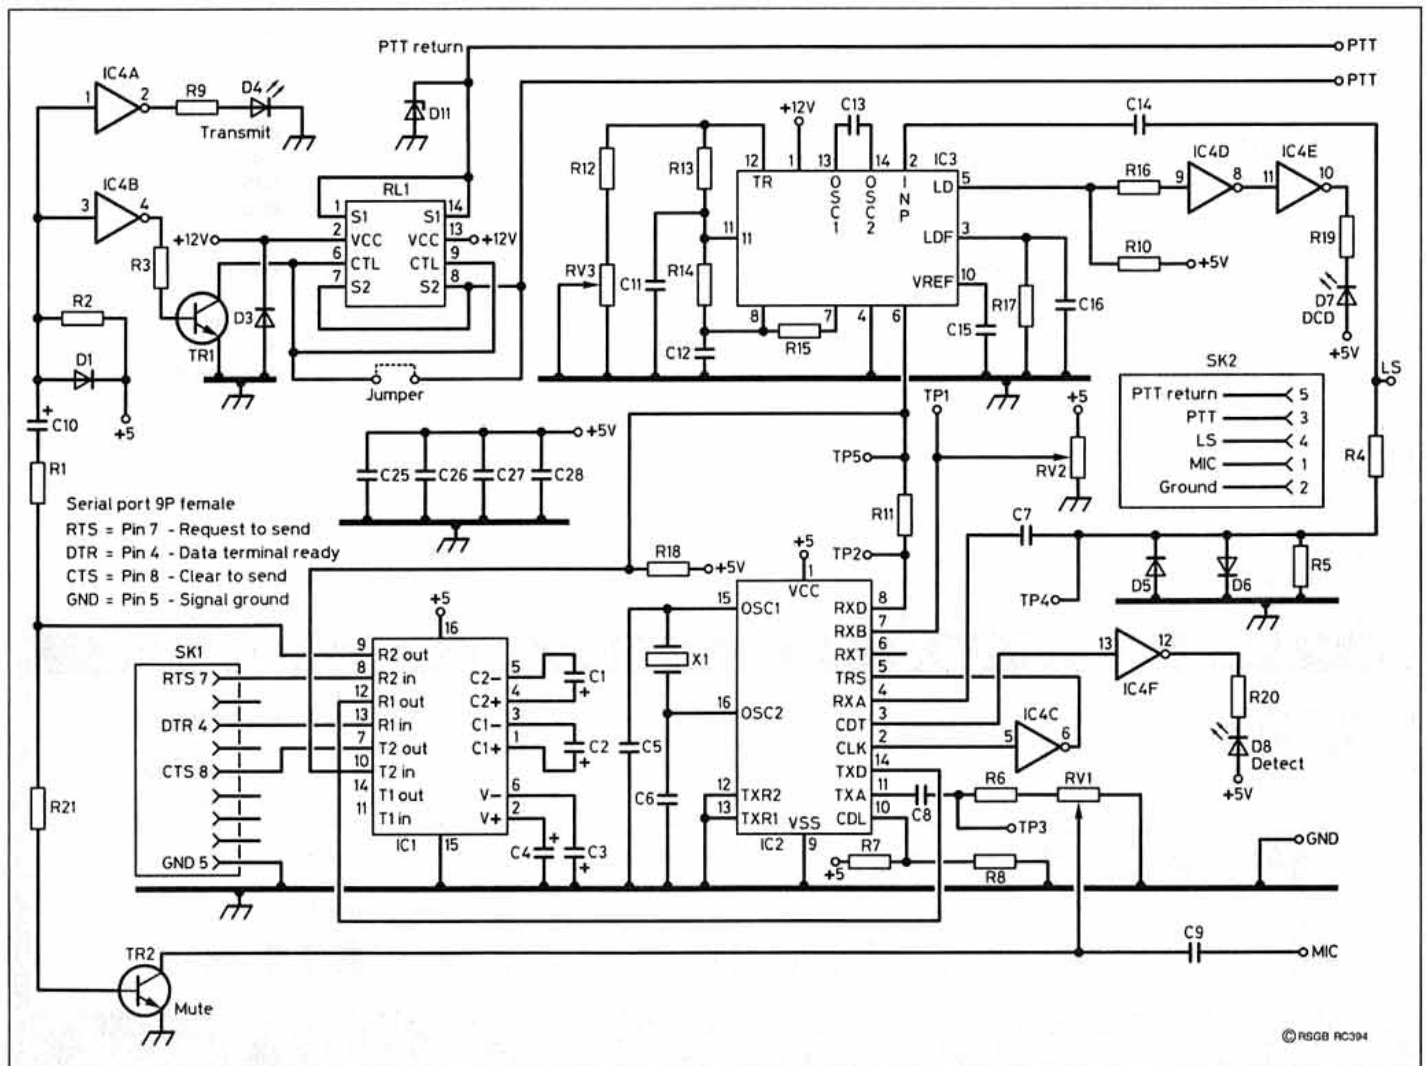 PTT return
PTT
PTT
IC4A
1
2
R9
D4
Transmit
D11
+12V
C13
C14
R12
R13
12
1
13
14
2
IC3
TR
OSC1
OSC2
INP
5
LD
R16
IC4D
9
8
IC4E
11
10
IC4B
3
4
RL1
1
S1
S1
14
+12V
2
VCC
VCC
13
+12V
6
CTL
CTL
9
7
S2
S2
8
R3
TR1
D3
R2
D1
+5
C10
+
R1
Jumper
11
11
3
LDF
R10
+5V
R19
RV3
C11
R14
10
VREF
R17
C16
D7
DCD
+5V
8
7
4
6
R15
C12
C15
LS
SK2
PTT return
5
PTT
3
LS
4
MIC
1
Ground
2
R4
TP1
+5
RV2
TP5
R11
TP2
+5V
C25
C26
C27
C28
Serial port 9P female
RTS = Pin 7 - Request to send
DTR = Pin 4 - Data terminal ready
CTS = Pin 8 - Clear to send
GND = Pin 5 - Signal ground
C7
TP4
D5
D6
R5
R18
+5V
+5
1
VCC
15
OSC1
RXD
8
RXB
7
RXT
6
TRS
5
RXA
4
CDT
3
CLK
2
TXD
14
TXA
11
CDL
10
16
OSC2
12
TXR2
13
TXR1
VSS
IC2
9
X1
C5
C6
+5
16
9
R2 out
8
R2 in
12
R1 out
13
R1 in
7
T2 out
10
T2 in
14
T1 out
11
T1 in
C2-
5
C2+
4
C1-
3
C1+
1
V-
6
V+
2
IC1
15
C1
+
C2
+
C4
+
C3
+
SK1
RTS 7
DTR 4
CTS 8
GND 5
R21
13
12
IC4F
R20
D8
Detect
+5V
IC4C
5
6
C8
R6
RV1
TP3
R7
+5
R8
GND
TR2
Mute
C9
MIC
© RSGB RC394